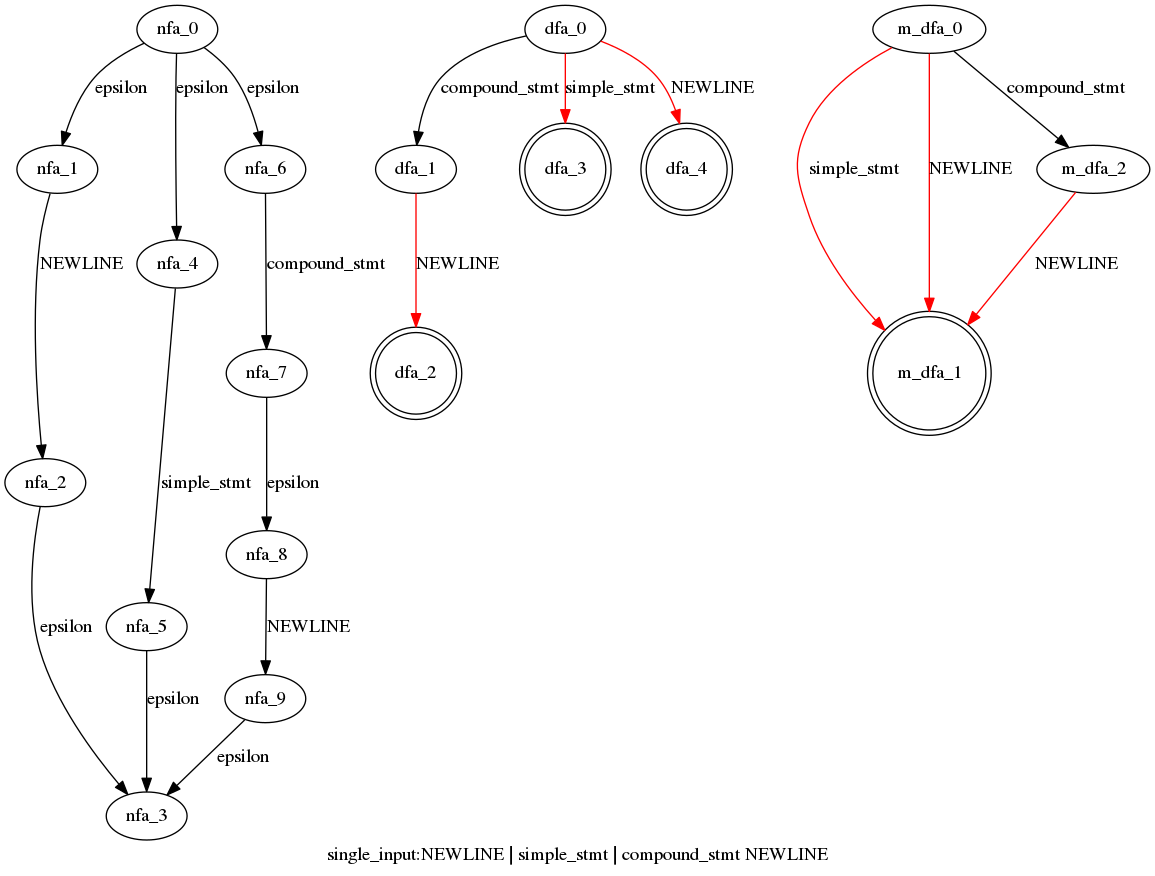 nfa_0
dfa_0
m_dfa_0
epsilon
epsilon
epsilon
compound_stmt
simple_stmt
NEWLINE
compound_stmt
nfa_1
nfa_6
dfa_1
dfa_3
dfa_4
simple_stmt
NEWLINE
m_dfa_2
NEWLINE
nfa_4
compound_stmt
NEWLINE
NEWLINE
nfa_7
dfa_2
m_dfa_1
nfa_2
simple_stmt
epsilon
nfa_8
epsilon
nfa_5
NEWLINE
epsilon
nfa_9
epsilon
nfa_3
single_input:NEWLINE | simple_stmt | compound_stmt NEWLINE